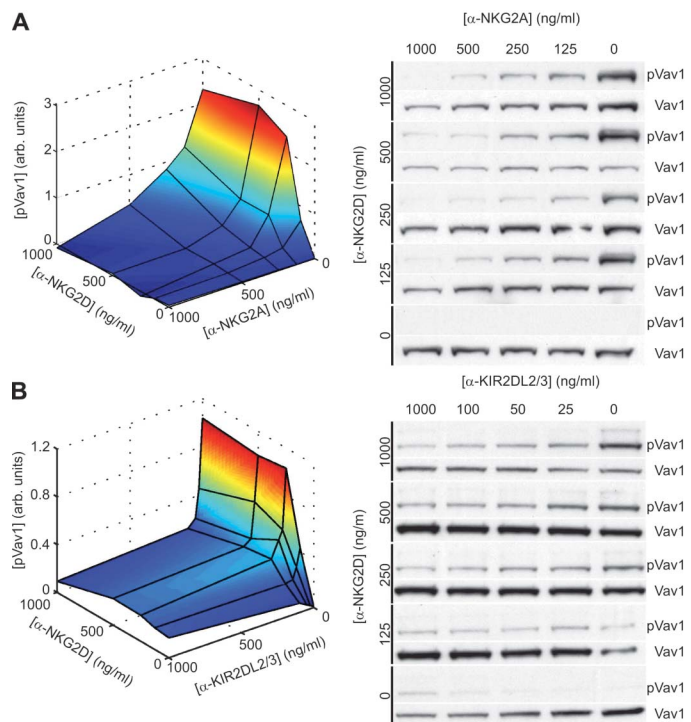 A
[α-NKG2A] (ng/ml)
1000 500 250 125 0
[pVav1] (arb. units)
3
2
1
0
1000
500
0
[α-NKG2D] (ng/ml)
1000
500
0
[α-NKG2A] (ng/ml)
[α-NKG2D] (ng/ml)
1000
pVav1
Vav1
500
pVav1
Vav1
250
pVav1
Vav1
125
pVav1
Vav1
0
pVav1
Vav1
B
[α-KIR2DL2/3] (ng/ml)
1000 100 50 25 0
[pVav1] (arb. units)
1.2
0.8
0.4
0
1000
500
0
[α-NKG2D] (ng/ml)
1000
500
0
[α-KIR2DL2/3] (ng/ml)
[α-NKG2D] (ng/m)
1000
pVav1
Vav1
500
pVav1
Vav1
250
pVav1
Vav1
125
pVav1
Vav1
0
pVav1
Vav1